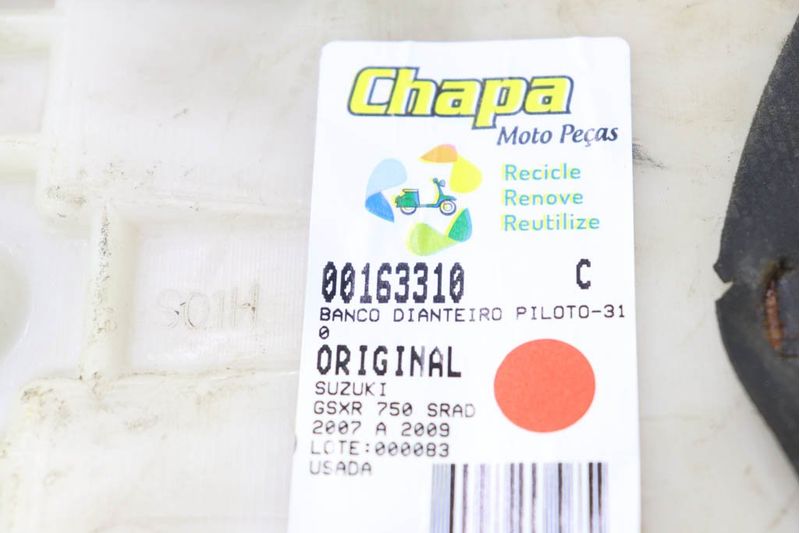 Chapa
Moto Peças
Recicle
Renove
Reutilize
00163310 C
BANCO DIANTEIRO PILOTO-31
0
ORIGINAL
SUZUKI
GSXR 750 SRAD
2007 A 2009
LOTE:000083
USADA
S01H